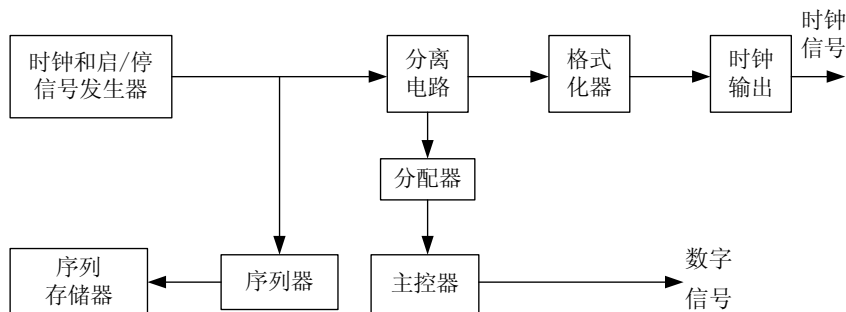 时钟和启/停
信号发生器
分离
电路
格式
化器
时钟
输出
时钟
信号
分配器
序列
存储器
序列器
主控器
数字
信号